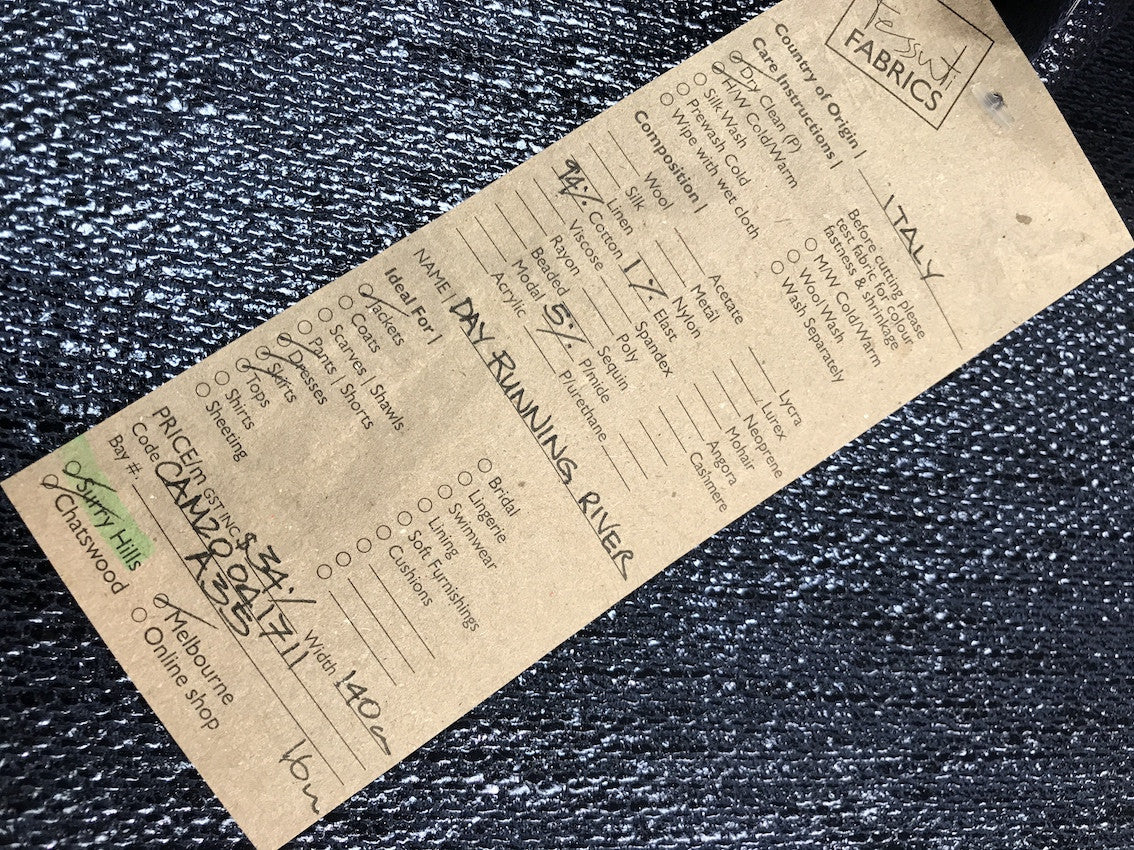 Tessuti
FABRICS
Country of Origin | ITALY
Care Instructions |
Before cutting please
test fabric for colour
fastness & shrinkage
Dry Clean (P)
H/W Cold/Warm
Silk Wash
Prewash Cold
Wipe with wet cloth
M/W Cold/Warm
Wool Wash
Wash Separately
Composition |
Wool
Silk
Linen
94% Cotton
Viscose
Rayon
Beaded
Modal
Acrylic
Acetate
Metal
Nylon
1% Elast
Spandex
Poly
Sequin
5% P/mide
P/urethane
Lycra
Lurex
Neoprene
Mohair
Angora
Cashmere
NAME | DAY RUNNING RIVER
Ideal For |
Jackets
Coats
Scarves | Shawls
Pants | Shorts
Dresses
Skirts
Tops
Shirts
Sheeting
Bridal
Lingerie
Swimwear
Lining
Soft Furnishings
Cushions
PRICE/m GST INC. $34/ Width 140c
Code
Bay #. A35
Surry Hills
Chatswood
Melbourne
Online shop
16m